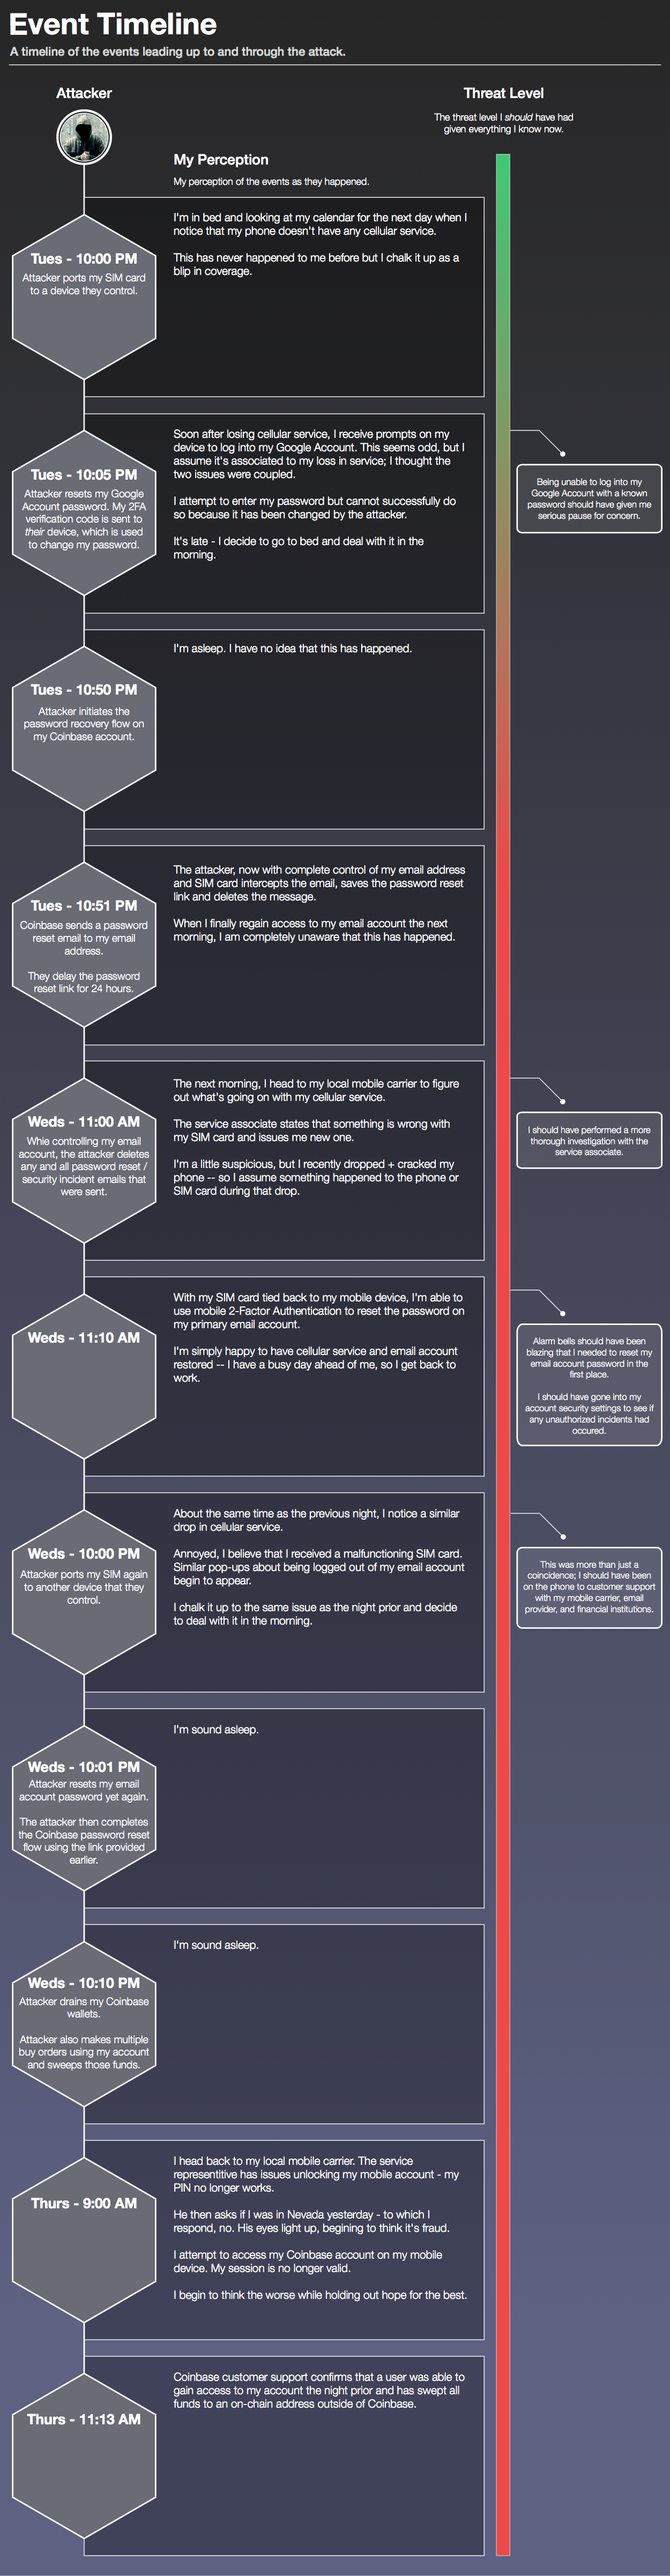 Event Timeline
A timeline of the events leading up to and through the attack.
Attacker
Threat Level
The threat level I should have had
given everything I know now.
My Perception
My perception of the events as they happened.
Tues - 10:00 PM
Attacker ports my SIM card
to a device they control.
I'm in bed and looking at my calendar for the next day when I
notice that my phone doesn't have any cellular service.
This has never happened to me before but I chalk it up as a
blip in coverage.
Tues - 10:05 PM
Attacker resets my Google
Account password. My 2FA
verification code is sent to
their device, which is used
to change my password.
Soon after losing cellular service, I receive prompts on my
device to log into my Google Account. This seems odd, but I
assume it's associated to my loss in service; I thought the
two issues were coupled.
I attempt to enter my password but cannot successfully do
so because it has been changed by the attacker.
It's late - I decide to go to bed and deal with it in the
morning.
Being unable to log into my
Google Account with a known
password should have given me
serious pause for concern.
Tues - 10:50 PM
Attacker initiates the
password recovery flow on
my Coinbase account.
I'm asleep. I have no idea that this has happened.
Tues - 10:51 PM
Coinbase sends a password
reset email to my email
address.
They delay the password
reset link for 24 hours.
The attacker, now with complete control of my email address
and SIM card intercepts the email, saves the password reset
link and deletes the message.
When I finally regain access to my email account the next
morning, I am completely unaware that this has happened.
Weds - 11:00 AM
Whie controlling my email
account, the attacker deletes
any and all password reset /
security incident emails that
were sent.
The next morning, I head to my local mobile carrier to figure
out what's going on with my cellular service.
The service associate states that something is wrong with
my SIM card and issues me new one.
I'm a little suspicious, but I recently dropped + cracked my
phone -- so I assume something happened to the phone or
SIM card during that drop.
I should have performed a more
thorough investigation with the
service associate.
Weds - 11:10 AM
With my SIM card tied back to my mobile device, I'm able to
use mobile 2-Factor Authentication to reset the password on
my primary email account.
I'm simply happy to have cellular service and email account
restored -- I have a busy day ahead of me, so I get back to
work.
Alarm bells should have been
blazing that I needed to reset my
email account password in the
first place.
I should have gone into my
account security settings to see if
any unauthorized incidents had
occured.
Weds - 10:00 PM
Attacker ports my SIM again
to another device that they
control.
About the same time as the previous night, I notice a similar
drop in cellular service.
Annoyed, I believe that I received a malfunctioning SIM card.
Similar pop-ups about being logged out of my email account
begin to appear.
I chalk it up to the same issue as the night prior and decide
to deal with it in the morning.
This was more than just a
coincidence; I should have been
on the phone to customer support
with my mobile carrier, email
provider, and financial institutions.
Weds - 10:01 PM
Attacker resets my email
account password yet again.
The attacker then completes
the Coinbase password reset
flow using the link provided
earlier.
I'm sound asleep.
Weds - 10:10 PM
Attacker drains my Coinbase
wallets.
Attacker also makes multiple
buy orders using my account
and sweeps those funds.
I'm sound asleep.
Thurs - 9:00 AM
I head back to my local mobile carrier. The service
representitive has issues unlocking my mobile account - my
PIN no longer works.
He then asks if I was in Nevada yesterday - to which I
respond, no. His eyes light up, begining to think it's fraud.
I attempt to access my Coinbase account on my mobile
device. My session is no longer valid.
I begin to think the worse while holding out hope for the best.
Thurs - 11:13 AM
Coinbase customer support confirms that a user was able to
gain access to my account the night prior and has swept all
funds to an on-chain address outside of Coinbase.